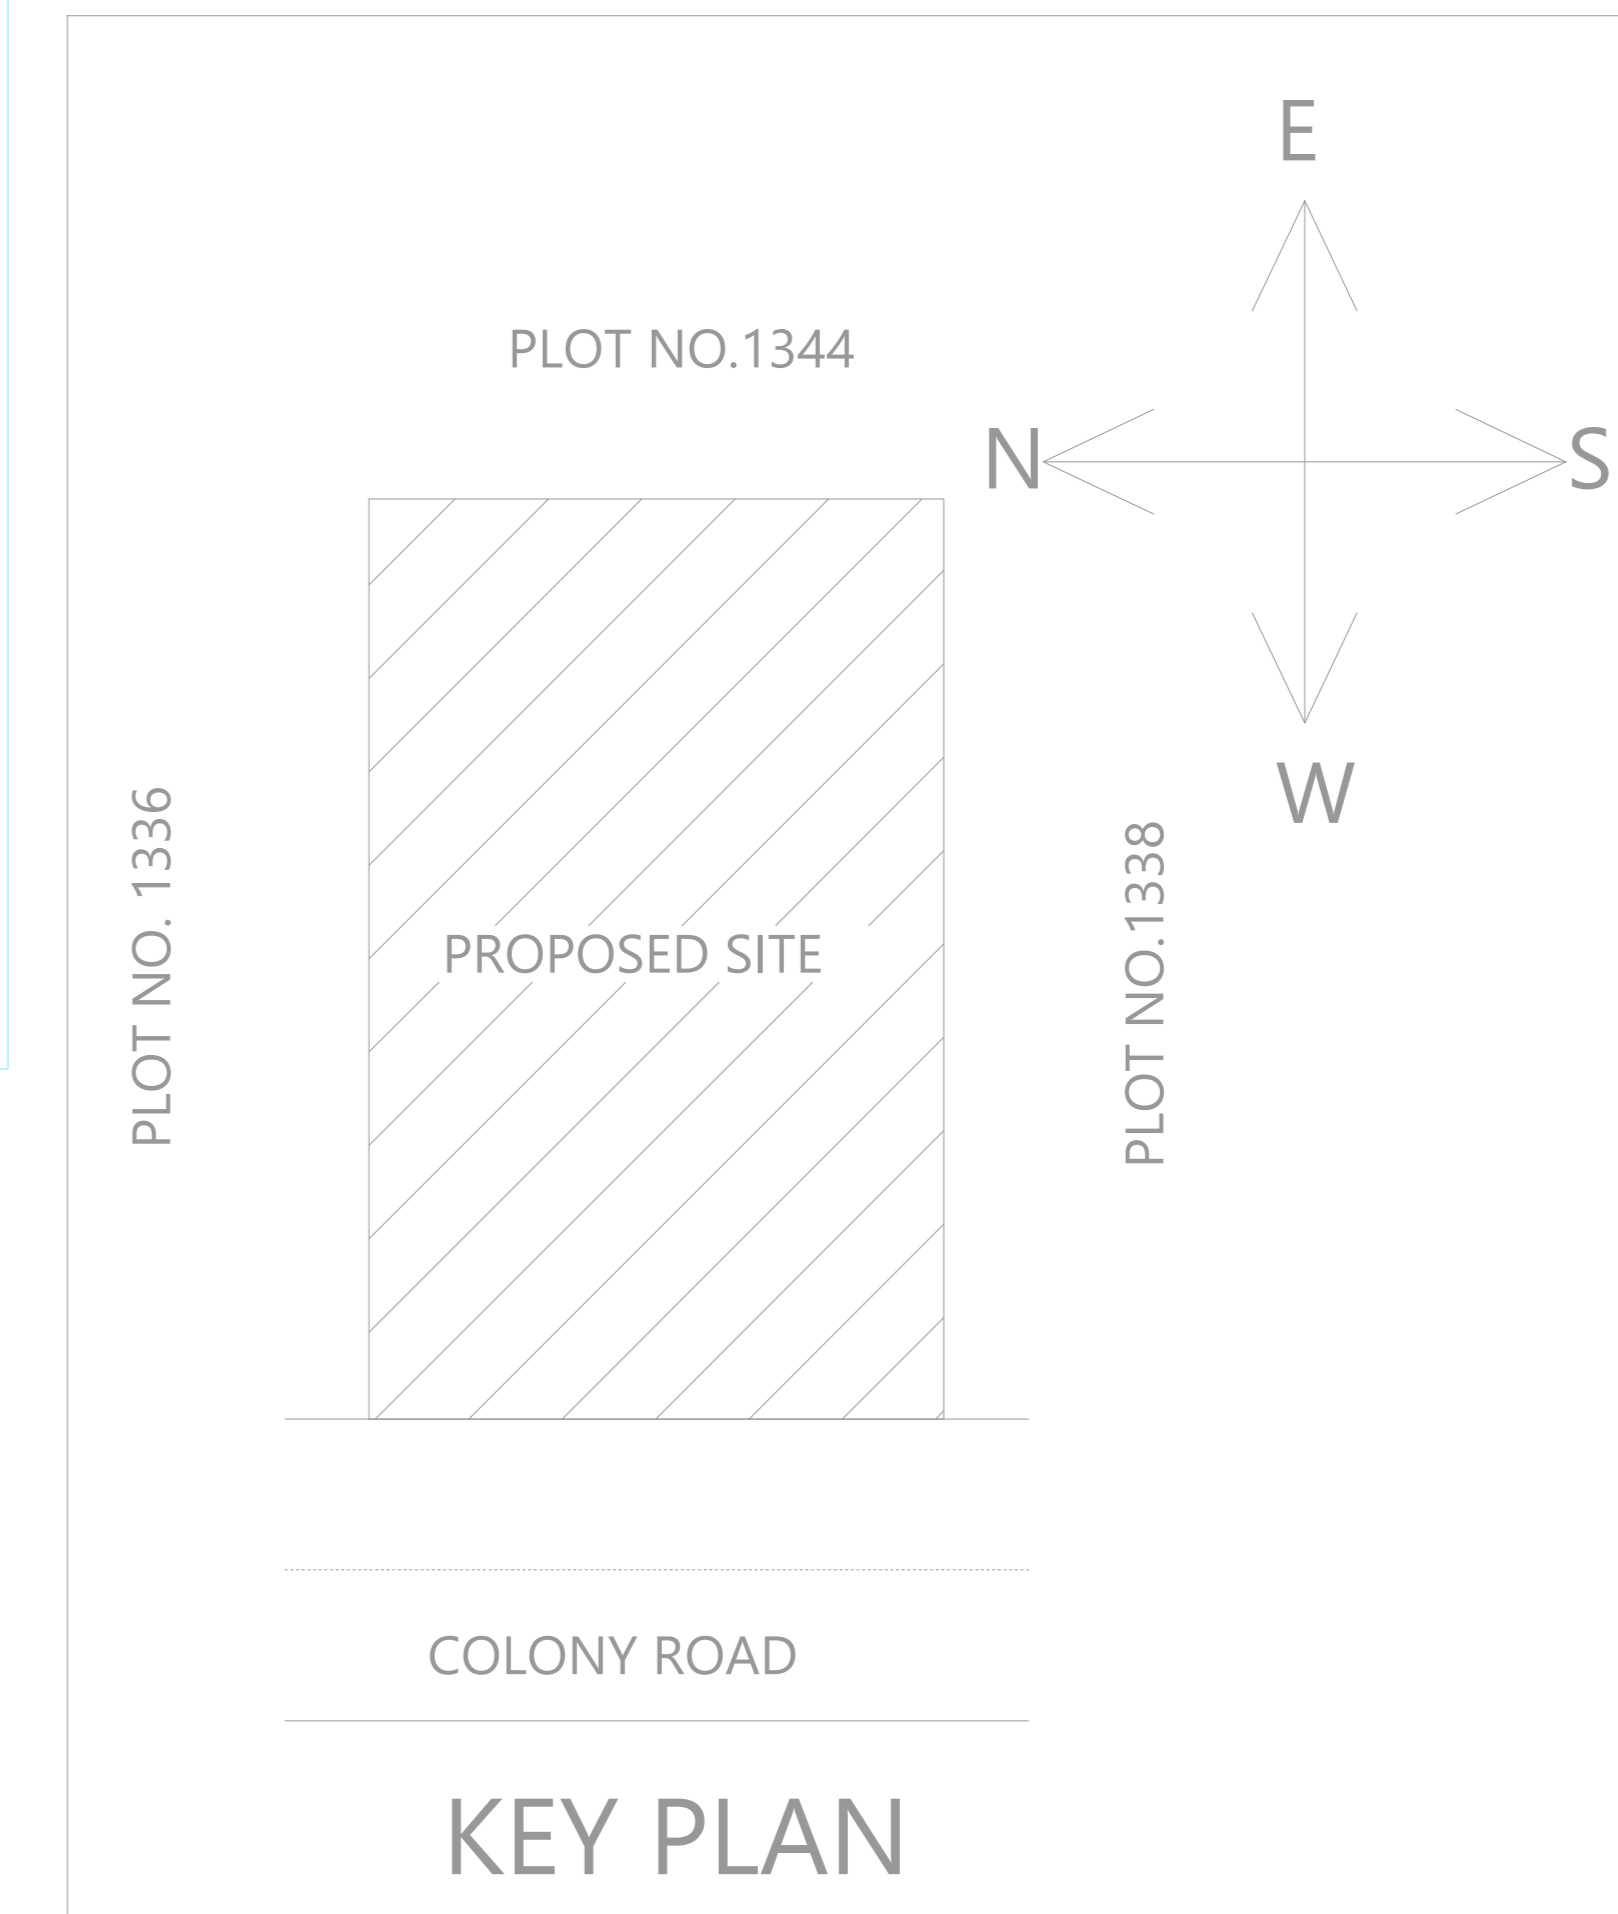 E
PLOT NO.1344
N
S
W
PLOT NO. 1336
PROPOSED SITE
PLOT NO.1338
COLONY ROAD
KEY PLAN